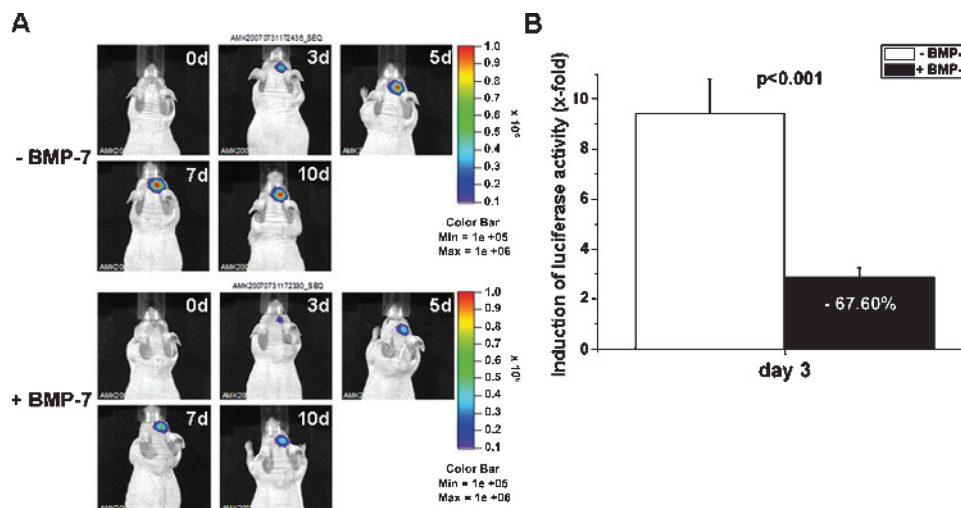 A
AMK20070731172436_SEQ
0d
3d
5d
- BMP-7
7d
10d
AMK200
1.0
0.9
0.8
0.7
0.6
0.5
0.4
0.3
0.2
0.1
Color Bar
Min = 1e +05
Max = 1e +06
0d
3d
5d
+ BMP-7
7d
10d
AMK200
1.0
0.9
0.8
0.7
0.6
0.5
0.4
0.3
0.2
0.1
Color Bar
Min = 1e +05
Max = 1e +06
B
- BMP-
+ BMP-
p<0.001
Induction of luciferase activity (x-fold)
10
8
6
4
2
0
- 67.60%
day 3